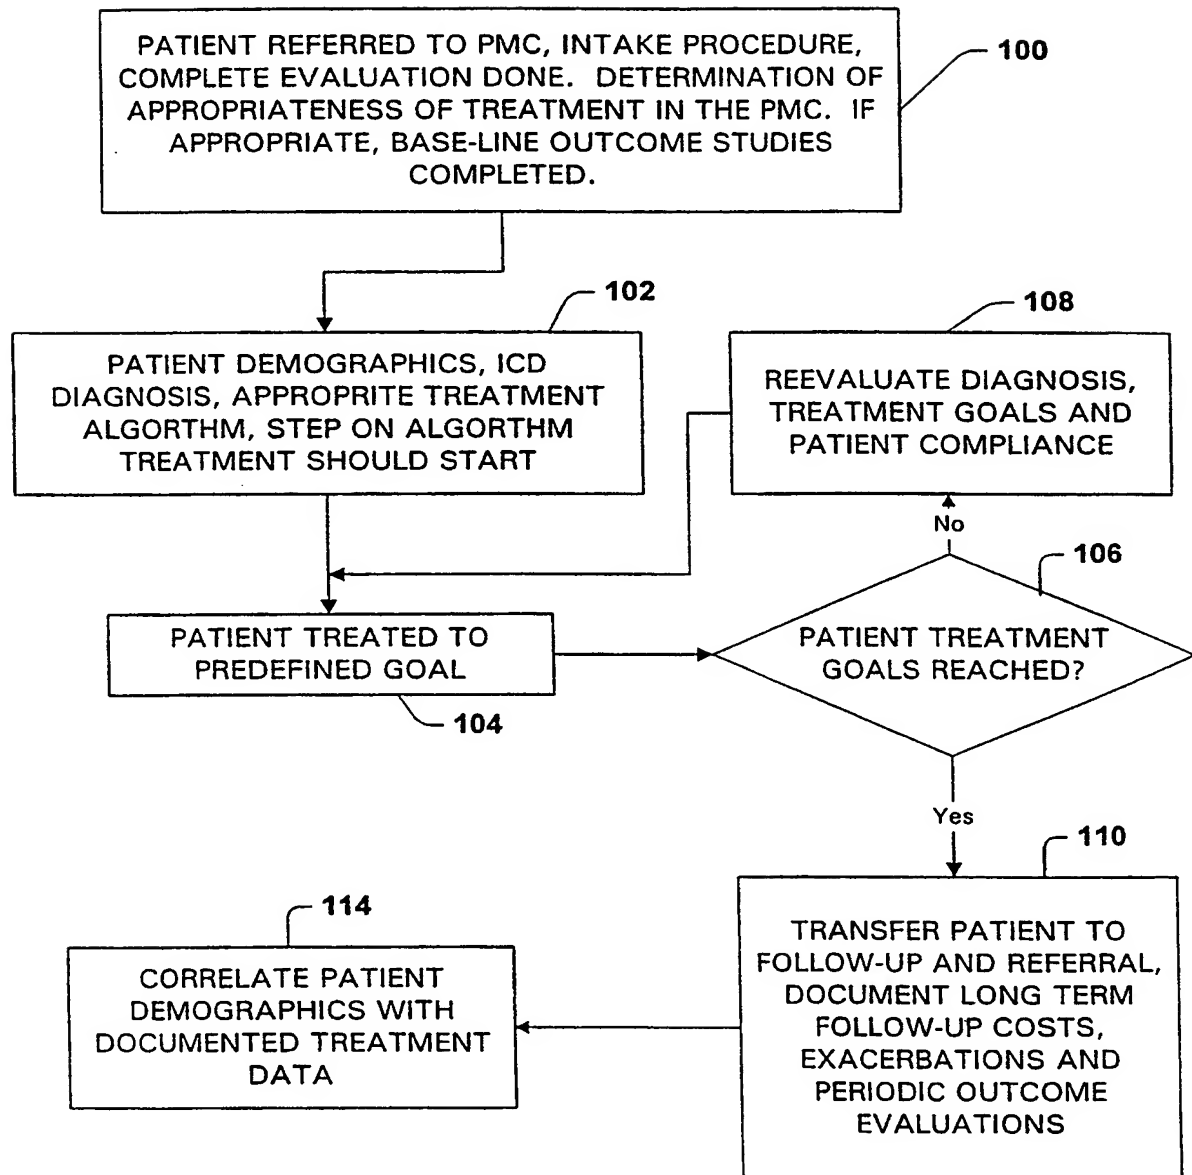 PATIENT REFERRED TO PMC, INTAKE PROCEDURE,
COMPLETE EVALUATION DONE. DETERMINATION OF
APPROPRIATENESS OF TREATMENT IN THE PMC. IF
APPROPRIATE, BASE-LINE OUTCOME STUDIES
COMPLETED.
100
102
PATIENT DEMOGRAPHICS, ICD
DIAGNOSIS, APPROPRITE TREATMENT
ALGORTHM, STEP ON ALGORTHM
TREATMENT SHOULD START
108
REEVALUATE DIAGNOSIS,
TREATMENT GOALS AND
PATIENT COMPLIANCE
No
106
PATIENT TREATED TO
PREDEFINED GOAL
104
PATIENT TREATMENT
GOALS REACHED?
Yes
110
TRANSFER PATIENT TO
FOLLOW-UP AND REFERRAL,
DOCUMENT LONG TERM
FOLLOW-UP COSTS,
EXACERBATIONS AND
PERIODIC OUTCOME
EVALUATIONS
114
CORRELATE PATIENT
DEMOGRAPHICS WITH
DOCUMENTED TREATMENT
DATA